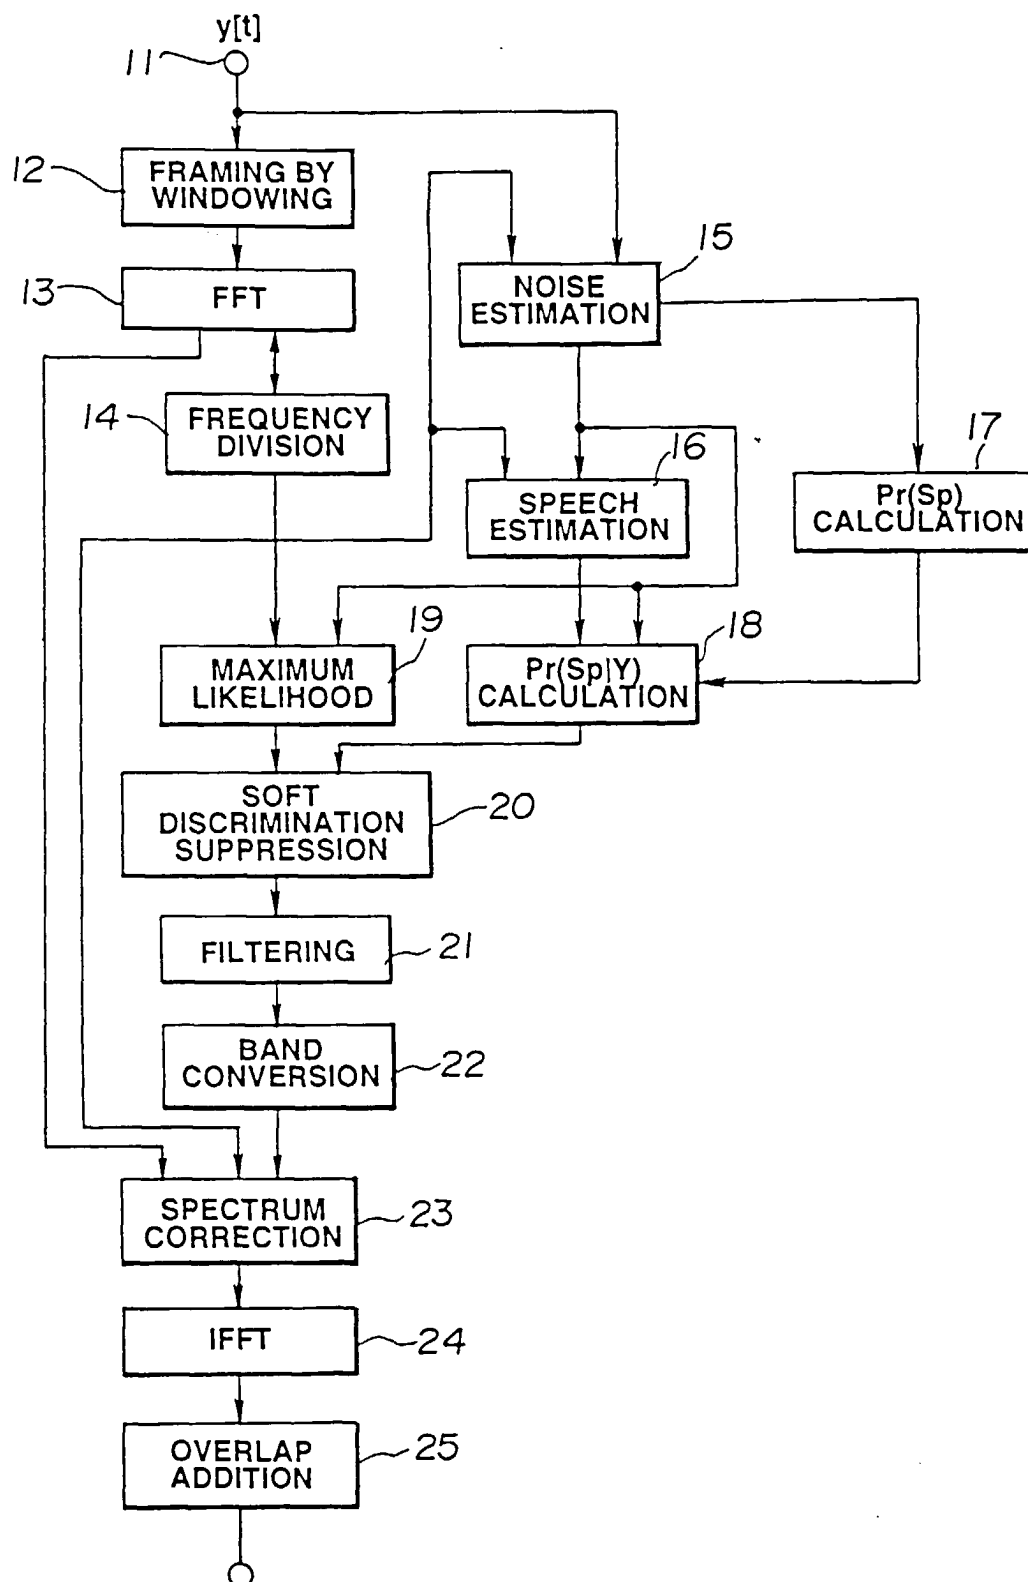 y[t]
11
12
FRAMING BY
WINDOWING
13
FFT
15
NOISE
ESTIMATION
14
FREQUENCY
DIVISION
16
SPEECH
ESTIMATION
17
Pr(Sp)
CALCULATION
19
MAXIMUM
LIKELIHOOD
18
Pr(Sp|Y)
CALCULATION
SOFT
DISCRIMINATION
SUPPRESSION
20
FILTERING
21
BAND
CONVERSION
22
SPECTRUM
CORRECTION
23
IFFT
24
OVERLAP
ADDITION
25